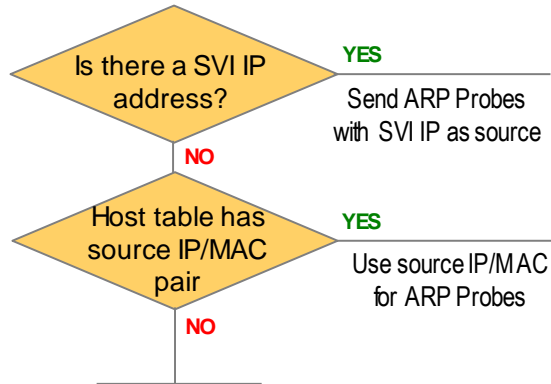 Is there a SVI IP
address?
YES
Send ARP Probes
with SVI IP as source
NO
Host table has
source IP/MAC
pair
YES
Use source IP/MAC
for ARP Probes
NO